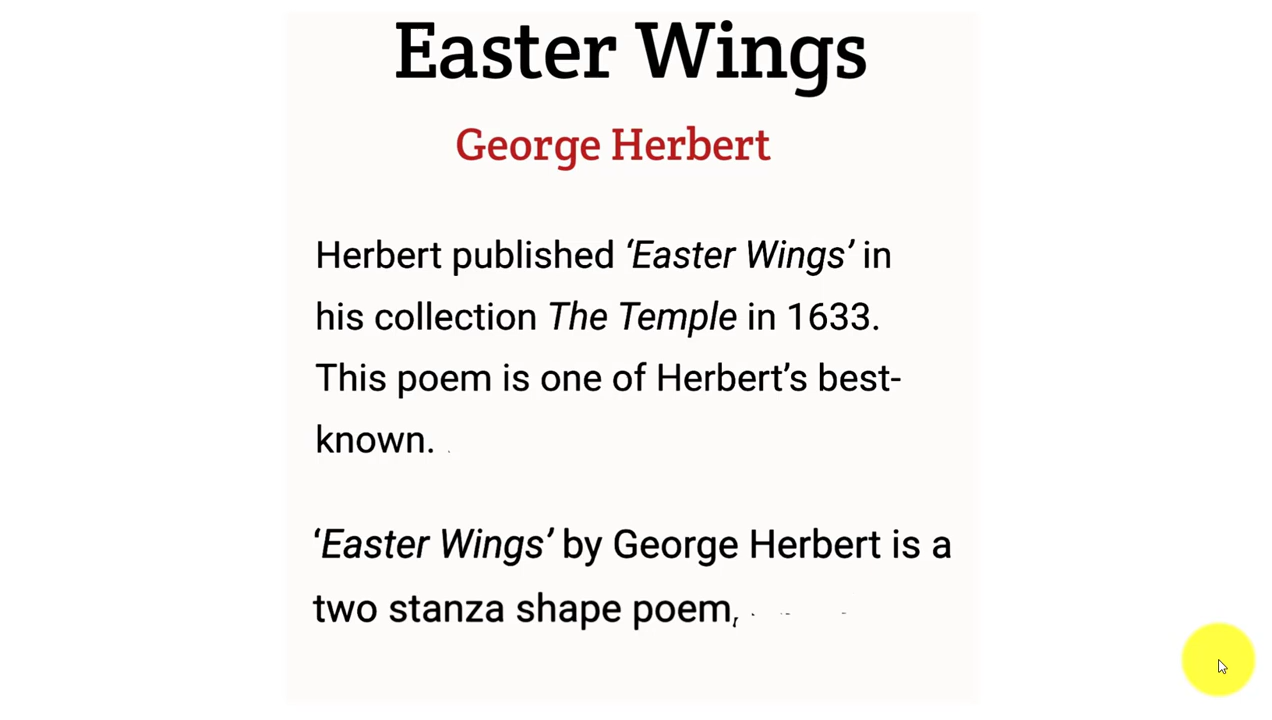 Easter Wings
George Herbert
Herbert published ‘Easter Wings’ in
his collection The Temple in 1633.
This poem is one of Herbert’s best-
known.
‘Easter Wings’ by George Herbert is a
two stanza shape poem,